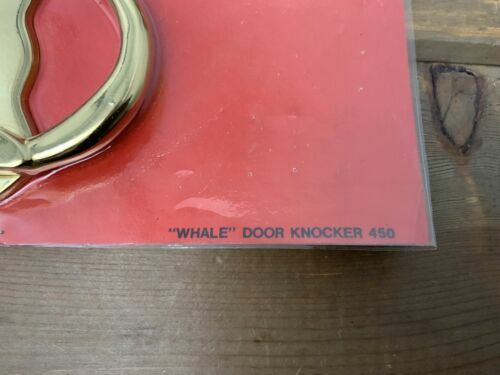 "WHALE" DOOR KNOCKER 450